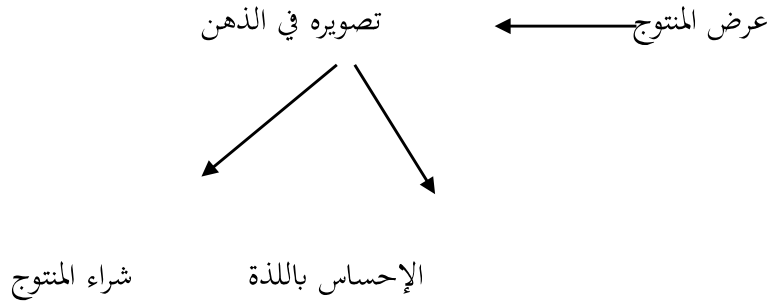 عرض المنتوج
تصويره في الذهن
الإحساس باللذة
شراء المنتوج